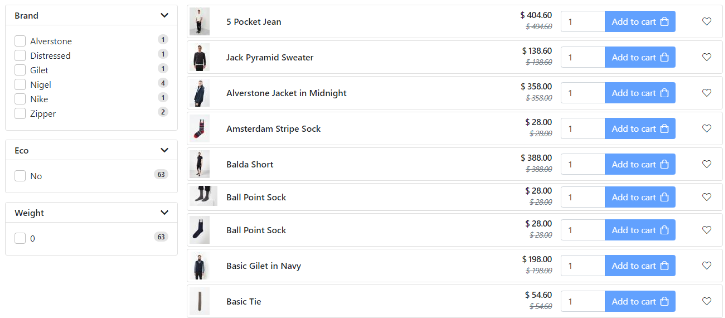 Brand
Alverstone 1
Distressed 1
Gilet 1
Nigel 4
Nike 1
Zipper 2
Eco
No 63
Weight
0 63
5 Pocket Jean $ 404.60 1 Add to cart
$ 404.60
Jack Pyramid Sweater $ 138.60 1 Add to cart
$ 138.60
Alverstone Jacket in Midnight $ 358.00 1 Add to cart
$ 358.00
Amsterdam Stripe Sock $ 28.00 1 Add to cart
$ 28.00
Balda Short $ 388.00 1 Add to cart
$ 388.00
Ball Point Sock $ 28.00 1 Add to cart
$ 28.00
Ball Point Sock $ 28.00 1 Add to cart
$ 28.00
Basic Gilet in Navy $ 198.00 1 Add to cart
$ 198.00
Basic Tie $ 54.60 1 Add to cart
$ 54.60